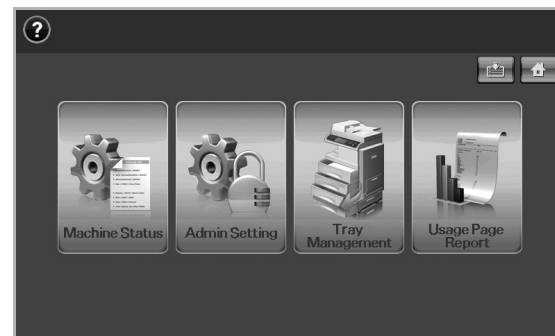 ?
Machine Status
Admin Setting
Tray
Management
Usage Page
Report